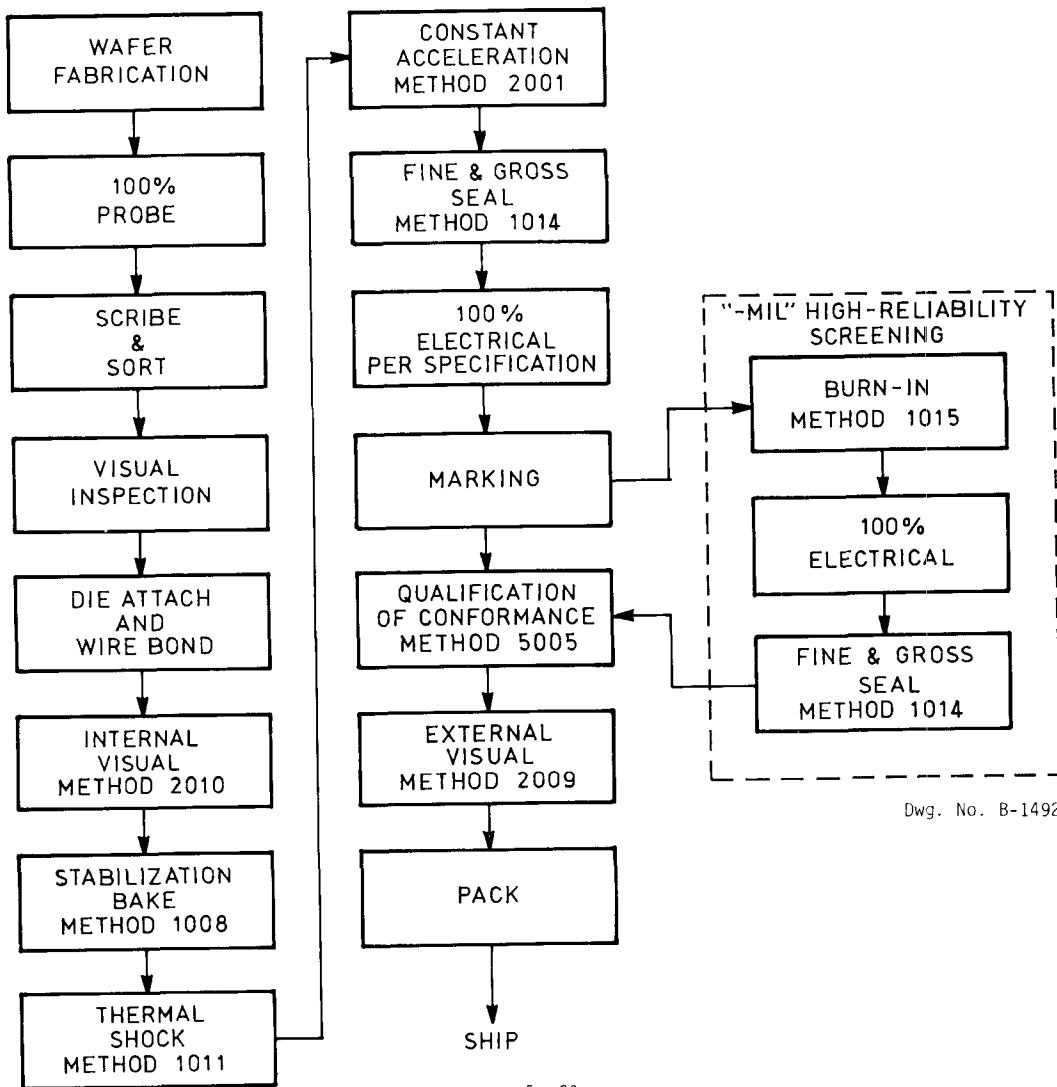 WAFER
FABRICATION
100%
PROBE
SCRIBE
&
SORT
VISUAL
INSPECTION
DIE ATTACH
AND
WIRE BOND
INTERNAL
VISUAL
METHOD 2010
STABILIZATION
BAKE
METHOD 1008
THERMAL
SHOCK
METHOD 1011
CONSTANT
ACCELERATION
METHOD 2001
FINE & GROSS
SEAL
METHOD 1014
100%
ELECTRICAL
PER SPECIFICATION
MARKING
QUALIFICATION
OF CONFORMANCE
METHOD 5005
EXTERNAL
VISUAL
METHOD 2009
PACK
SHIP
"-MIL" HIGH-RELIABILITY
SCREENING
BURN-IN
METHOD 1015
100%
ELECTRICAL
FINE & GROSS
SEAL
METHOD 1014
Dwg. No. B-1492